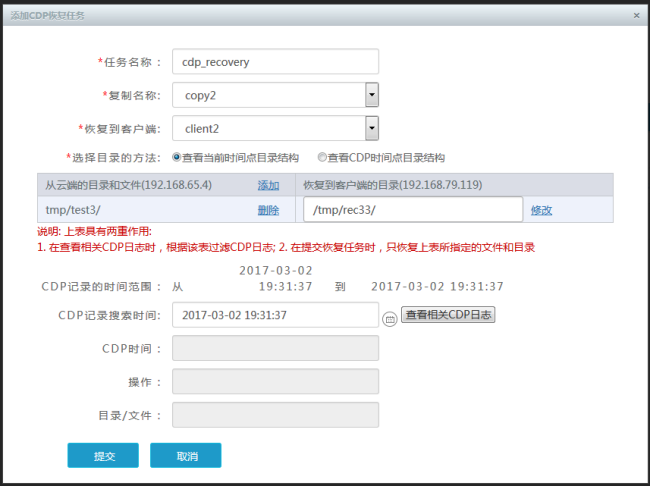 添加CDP恢复任务 ×
*任务名称： cdp_recovery
*复制名称: copy2
*恢复到客户端: client2
*选择目录的方法: 查看当前时间点目录结构 查看CDP时间点目录结构
从云端的目录和文件(192.168.65.4) 添加 恢复到客户端的目录(192.168.79.119)
tmp/test3/ 删除 /tmp/rec33/ 修改
说明: 上表具有两重作用:
1. 在查看相关CDP日志时，根据该表过滤CDP日志; 2. 在提交恢复任务时，只恢复上表所指定的文件和目录
CDP记录的时间范围： 从 2017-03-02 19:31:37 到 2017-03-02 19:31:37
CDP记录搜索时间: 2017-03-02 19:31:37 查看相关CDP日志
CDP时间：
操作：
目录/文件：
提交 取消